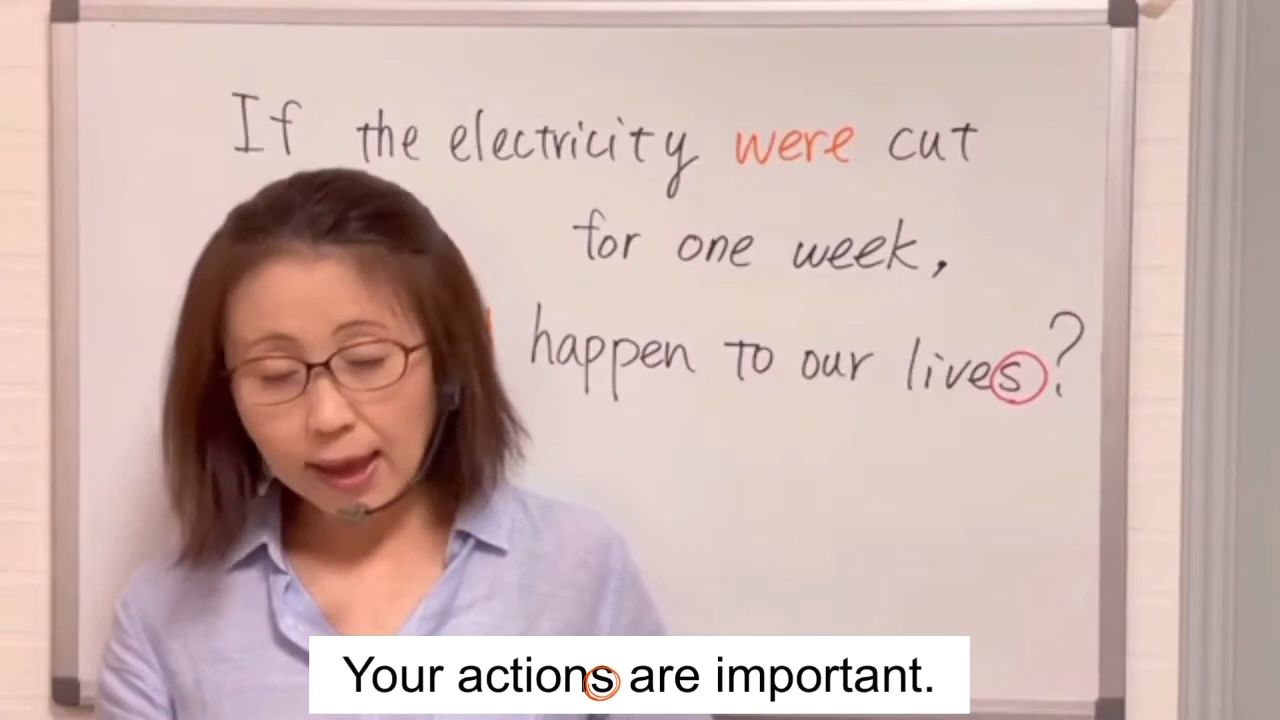 If the electricity were cut
for one week,
happen to our lives?
Your actions are important.